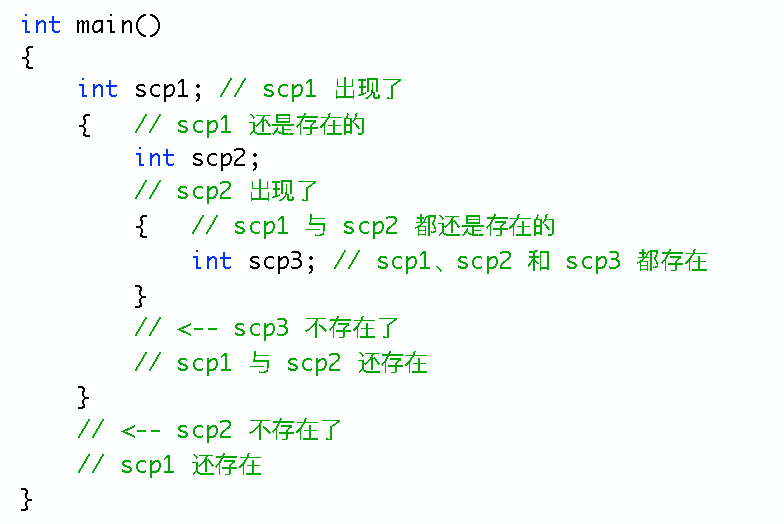 int main()
{
    int scp1; // scp1 出现了
    {   // scp1 还是存在的
        int scp2;
        // scp2 出现了
        {   // scp1 与 scp2 都还是存在的
            int scp3; // scp1、scp2 和 scp3 都存在
        }
        // <-- scp3 不存在了
        // scp1 与 scp2 还存在
    }
    // <-- scp2 不存在了
    // scp1 还存在
}